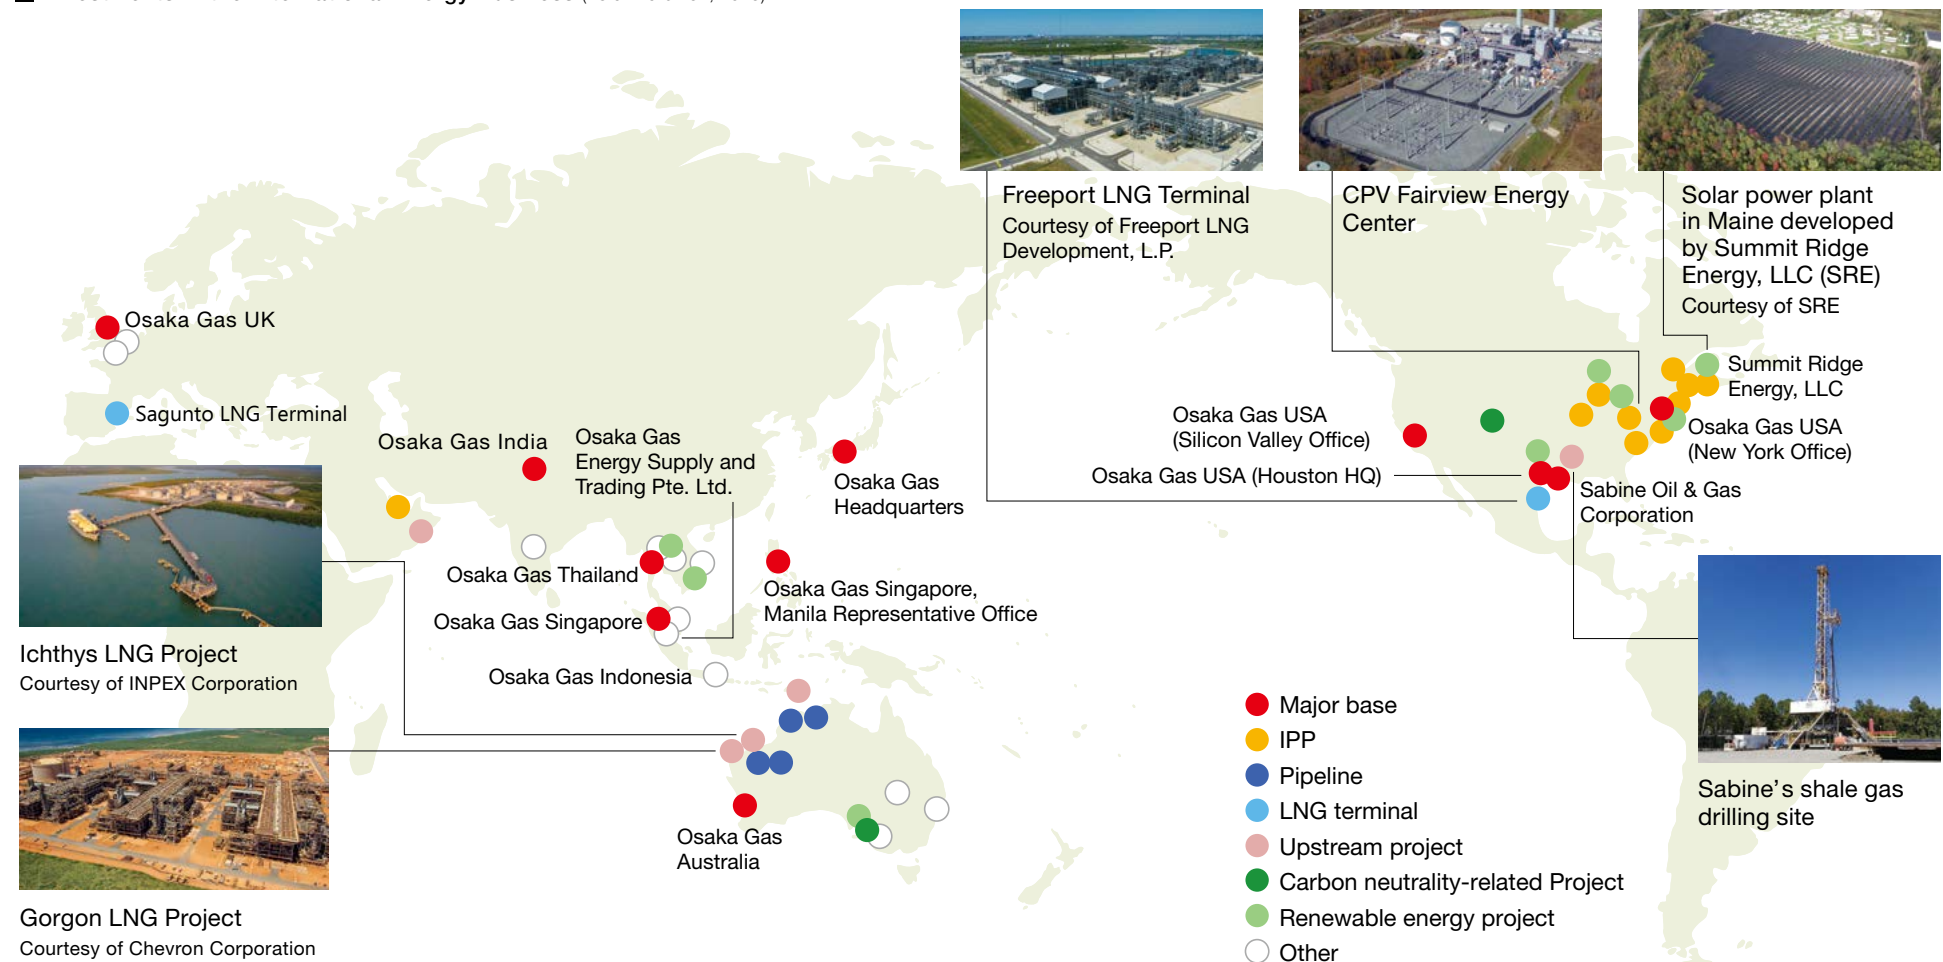 Freeport LNG Terminal
Courtesy of Freeport LNG
Development, L.P.
CPV Fairview Energy
Center
Solar power plant
in Maine developed
by Summit Ridge
Energy, LLC (SRE)
Courtesy of SRE
Osaka Gas UK
Sagunto LNG Terminal
Osaka Gas India
Osaka Gas
Energy Supply and
Trading Pte. Ltd.
Osaka Gas
Headquarters
Osaka Gas USA
(Silicon Valley Office)
Osaka Gas USA (Houston HQ)
Summit Ridge
Energy, LLC
Osaka Gas USA
(New York Office)
Sabine Oil & Gas
Corporation
Osaka Gas Thailand
Osaka Gas Singapore,
Manila Representative Office
Osaka Gas Singapore
Osaka Gas Indonesia
Ichthys LNG Project
Courtesy of INPEX Corporation
Osaka Gas
Australia
Gorgon LNG Project
Courtesy of Chevron Corporation
Major base
IPP
Pipeline
LNG terminal
Upstream project
Carbon neutrality-related Project
Renewable energy project
Other
Sabine's shale gas
drilling site